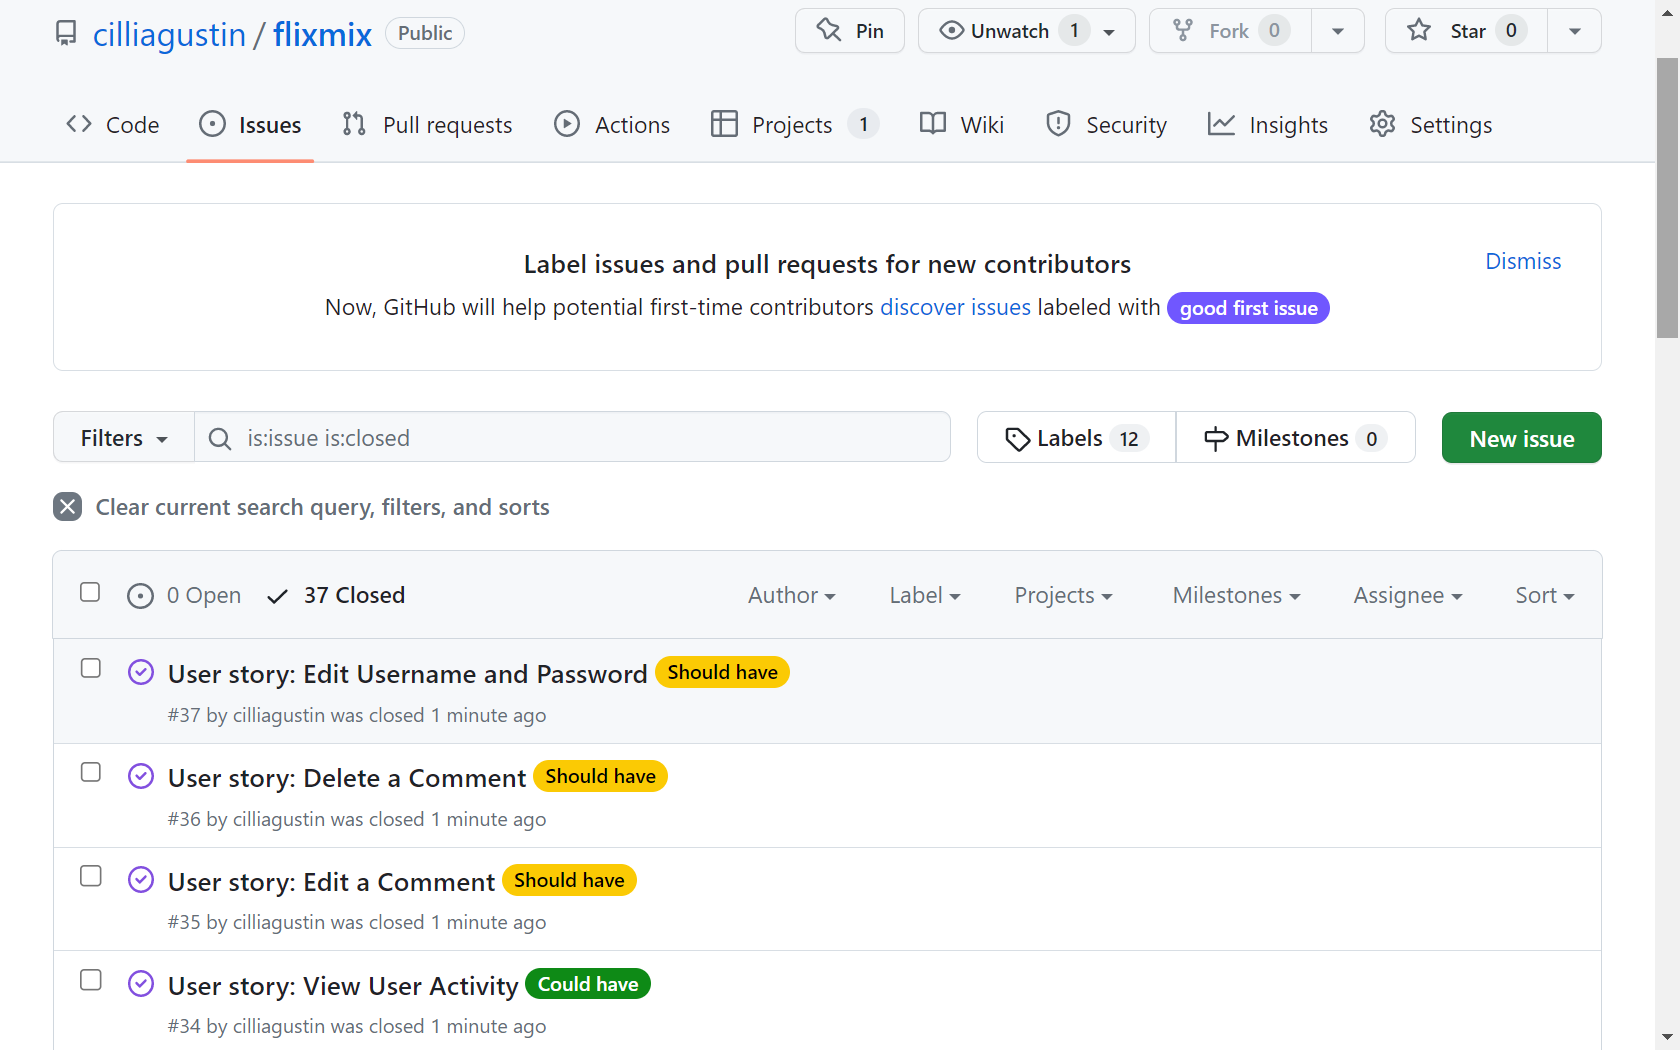 cilliagustin / flixmix Public Pin Unwatch 1 Fork 0 Star 0
Code Issues Pull requests Actions Projects 1 Wiki Security Insights Settings
Label issues and pull requests for new contributors Dismiss
Now, GitHub will help potential first-time contributors discover issues labeled with good first issue
Filters is:issue is:closed Labels 12 Milestones 0 New issue
Clear current search query, filters, and sorts
0 Open 37 Closed Author Label Projects Milestones Assignee Sort
User story: Edit Username and Password Should have
#37 by cilliagustin was closed 1 minute ago
User story: Delete a Comment Should have
#36 by cilliagustin was closed 1 minute ago
User story: Edit a Comment Should have
#35 by cilliagustin was closed 1 minute ago
User story: View User Activity Could have
#34 by cilliagustin was closed 1 minute ago